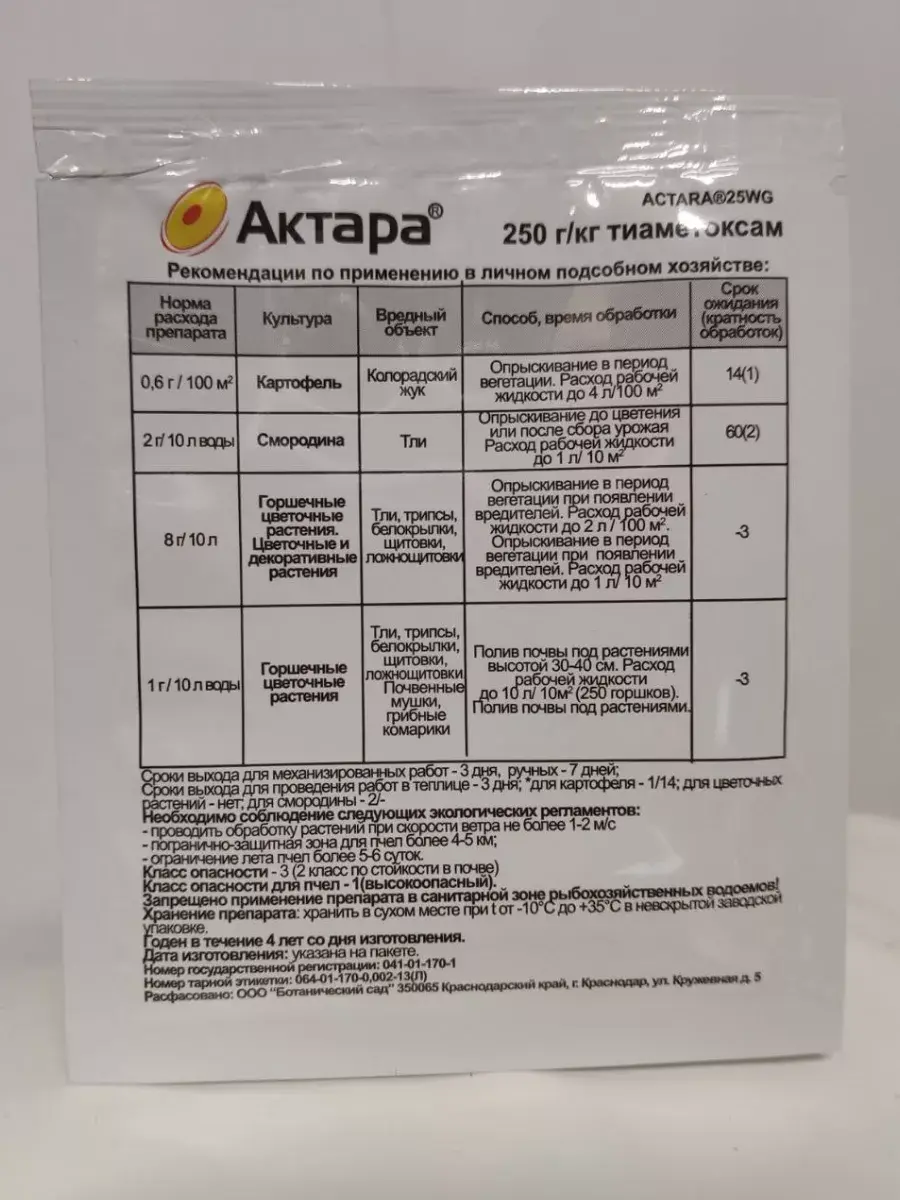 ACTARA®25WG
Актара®
250 г/кг тиаметоксам
Рекомендации по применению в личном подсобном хозяйстве:
Норма
расхода
препарата
Культура
Вредный
объект
Способ, время обработки
Срок
ожидания
(кратность
обработок)
0,6 г / 100 м²
Картофель
Колорадский
жук
Опрыскивание в период
вегетации. Расход рабочей
жидкости до 4 л/100 м²
14(1)
2 г/ 10 л воды
Смородина
Тли
Опрыскивание до цветения
или после сбора урожая
Расход рабочей жидкости
до 1 л/ 10 м²
60(2)
8 г/ 10 л
Горшечные
цветочные
растения.
Цветочные и
декоративные
растения
Тли, трипсы,
белокрылки,
щитовки,
ложнощитовки
Опрыскивание в период
вегетации при появлении
вредителей. Расход рабочей
жидкости до 2 л / 100 м².
Опрыскивание в период
вегетации при появлении
вредителей. Расход рабочей
жидкости до 1 л/ 10 м²
-3
1 г / 10 л воды
Горшечные
цветочные
растения
Тли, трипсы,
белокрылки,
щитовки,
ложнощитовки.
Почвенные
мушки,
грибные
комарики
Полив почвы под растениями
высотой 30-40 см. Расход
рабочей жидкости
до 10 л/ 10м² (250 горшков).
Полив почвы под растениями.
-3
Сроки выхода для механизированных работ - 3 дня, ручных - 7 дней;
Сроки выхода для проведения работ в теплице - 3 дня; *для картофеля - 1/14; для цветочных
растений - нет; для смородины - 2/-
Необходимо соблюдение следующих экологических регламентов:
- проводить обработку растений при скорости ветра не более 1-2 м/с
- погранично-защитная зона для пчел более 4-5 км;
- ограничение лета пчел более 5-6 суток.
Класс опасности - 3 (2 класс по стойкости в почве)
Класс опасности для пчел - 1(высокоопасный).
Запрещено применение препарата в санитарной зоне рыбохозяйственных водоемов!
Хранение препарата: хранить в сухом месте при t от -10°С до +35°С в невскрытой заводской
упаковке.
Годен в течение 4 лет со дня изготовления.
Дата изготовления: указана на пакете.
Номер государственной регистрации: 041-01-170-1
Номер тарной этикетки: 064-01-170-0,002-13(Л)
Расфасовано: ООО "Ботанический сад" 350065 Краснодарский край, г. Краснодар, ул. Кружевная д. 5